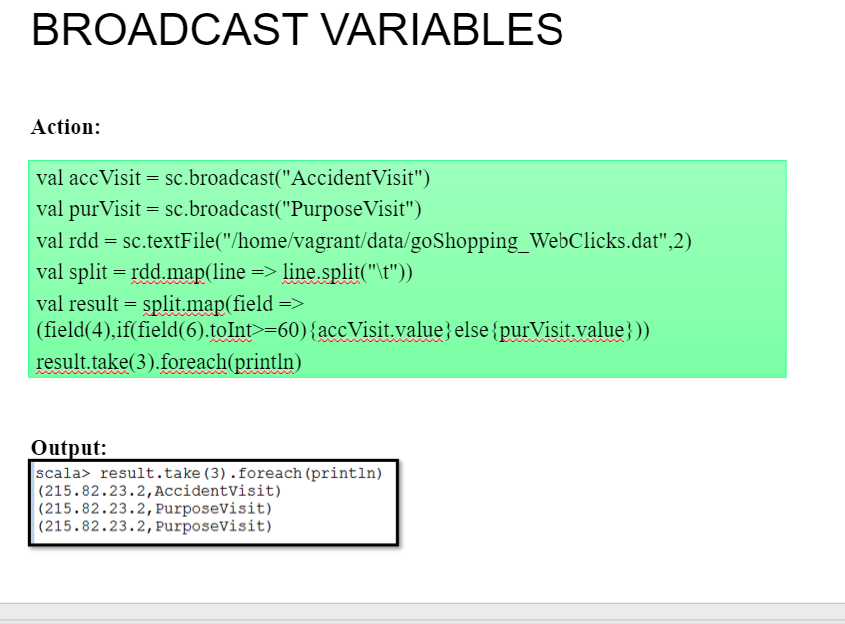 BROADCAST VARIABLES
Action:
val accVisit = sc.broadcast("AccidentVisit")
val purVisit = sc.broadcast("PurposeVisit")
val rdd = sc.textFile("/home/vagrant/data/goShopping_WebClicks.dat",2)
val split = rdd.map(line => line.split("\t"))
val result = split.map(field =>
(field(4),if(field(6).toInt>=60){accVisit.value}else{purVisit.value}))
result.take(3).foreach(println)
Output:
scala> result.take(3).foreach(println)
(215.82.23.2,AccidentVisit)
(215.82.23.2,PurposeVisit)
(215.82.23.2,PurposeVisit)